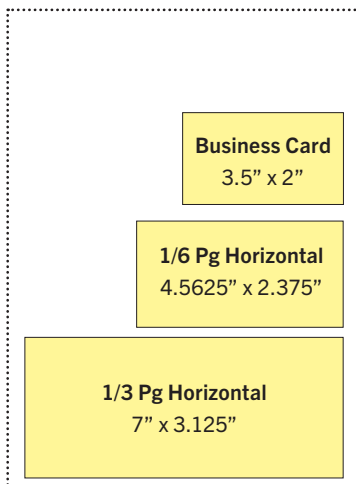 Business Card
3.5” x 2”
1/6 Pg Horizontal
4.5625” x 2.375”
1/3 Pg Horizontal
7” x 3.125”